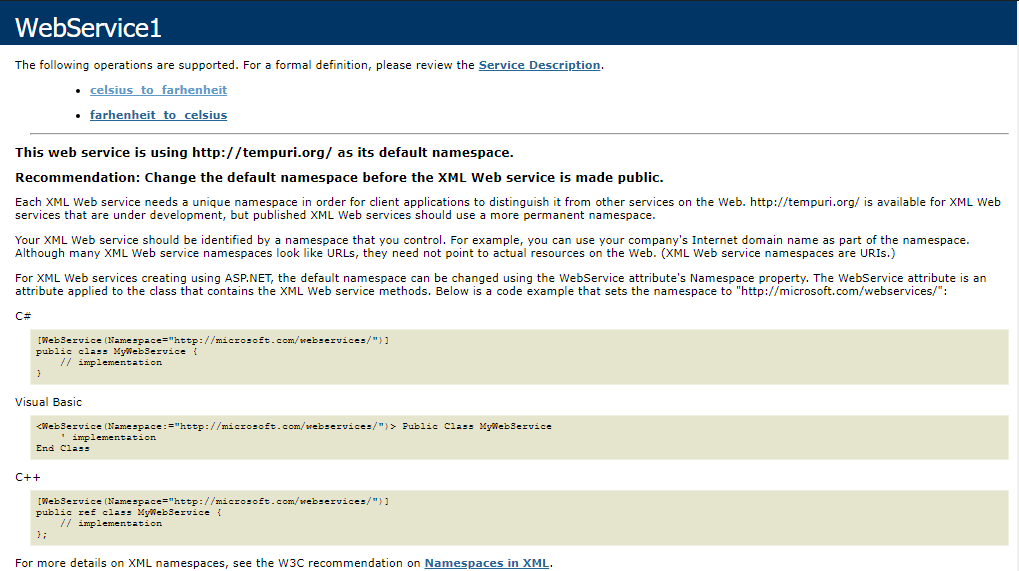 WebService1
The following operations are supported. For a formal definition, please review the Service Description.
celsius_to_farhenheit
farhenheit_to_celsius
This web service is using http://tempuri.org/ as its default namespace.
Recommendation: Change the default namespace before the XML Web service is made public.
Each XML Web service needs a unique namespace in order for client applications to distinguish it from other services on the Web. http://tempuri.org/ is available for XML Web
services that are under development, but published XML Web services should use a more permanent namespace.
Your XML Web service should be identified by a namespace that you control. For example, you can use your company's Internet domain name as part of the namespace.
Although many XML Web service namespaces look like URLs, they need not point to actual resources on the Web. (XML Web service namespaces are URIs.)
For XML Web services creating using ASP.NET, the default namespace can be changed using the WebService attribute's Namespace property. The WebService attribute is an
attribute applied to the class that contains the XML Web service methods. Below is a code example that sets the namespace to "http://microsoft.com/webservices/":
C#
[WebService(Namespace="http://microsoft.com/webservices/")]
public class MyWebService {
    // implementation
}
Visual Basic
<WebService(Namespace:="http://microsoft.com/webservices/")> Public Class MyWebService
    ' implementation
End Class
C++
[WebService(Namespace="http://microsoft.com/webservices/")]
public ref class MyWebService {
    // implementation
};
For more details on XML namespaces, see the W3C recommendation on Namespaces in XML.